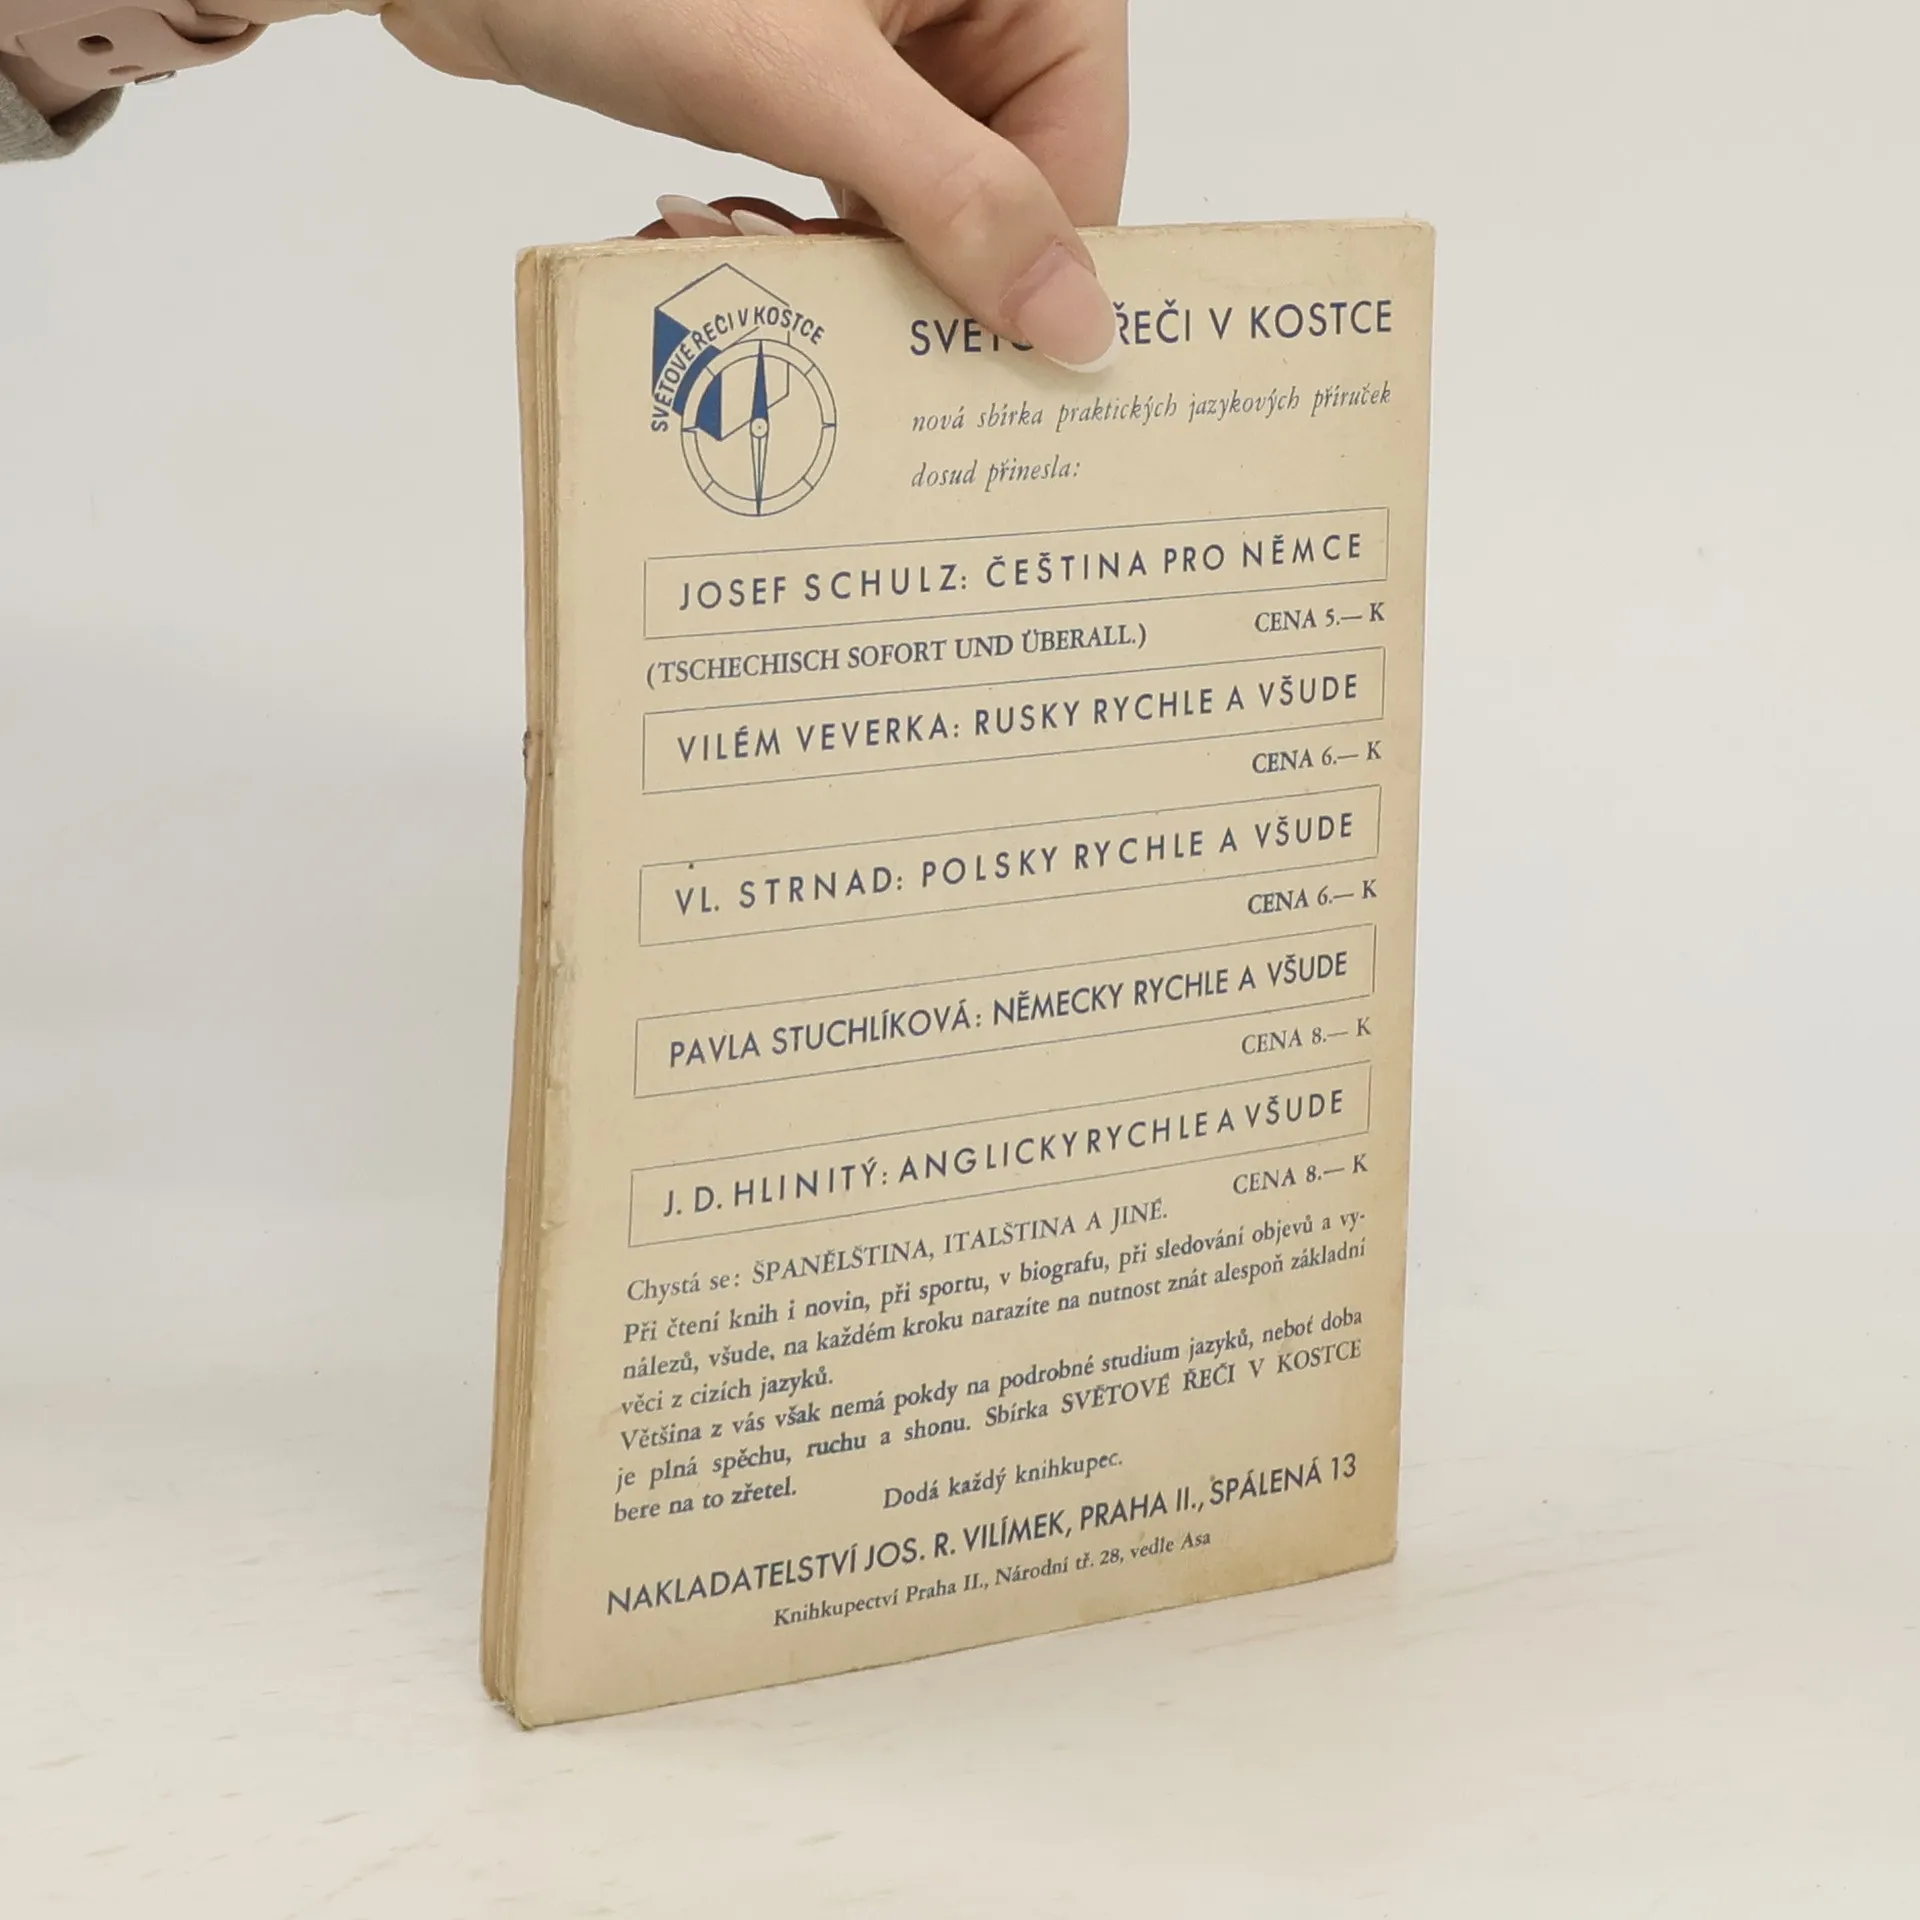 SVĚTOVÉ ŘEČI V KOSTCE
ŘEČI V KOSTCE
nová sbírka praktických jazykových příruček
dosud přinesla:
JOSEF SCHULZ: ČEŠTINA PRO NĚMCE
(TSCHECHISCH SOFORT UND ÜBERALL.) CENA 5.— K
VILÉM VEVERKA: RUSKY RYCHLE A VŠUDE
CENA 6.— K
VL. STRNAD: POLSKY RYCHLE A VŠUDE
CENA 6.— K
PAVLA STUCHLÍKOVÁ: NĚMECKY RYCHLE A VŠUDE
CENA 8.— K
J. D. HLINITÝ: ANGLICKY RYCHLE A VŠUDE
CENA 8.— K
Chystá se: ŠPANĚLŠTINA, ITALŠTINA A JINÉ.
Při čtení knih i novin, při sportu, v biografu, při sledování objevů a vy-
nálezů, všude, na každém kroku narazíte na nutnost znát alespoň základní
věci z cizích jazyků.
Většina z vás však nemá pokdy na podrobné studium jazyků, neboť doba
je plná spěchu, ruchu a shonu. Sbírka SVĚTOVÉ ŘEČI V KOSTCE
bere na to zřetel. Dodá každý knihkupec.
NAKLADATELSTVÍ JOS. R. VILÍMEK, PRAHA II., SPÁLENÁ 13
Knihkupectví Praha II., Národní tř. 28, vedle Asa